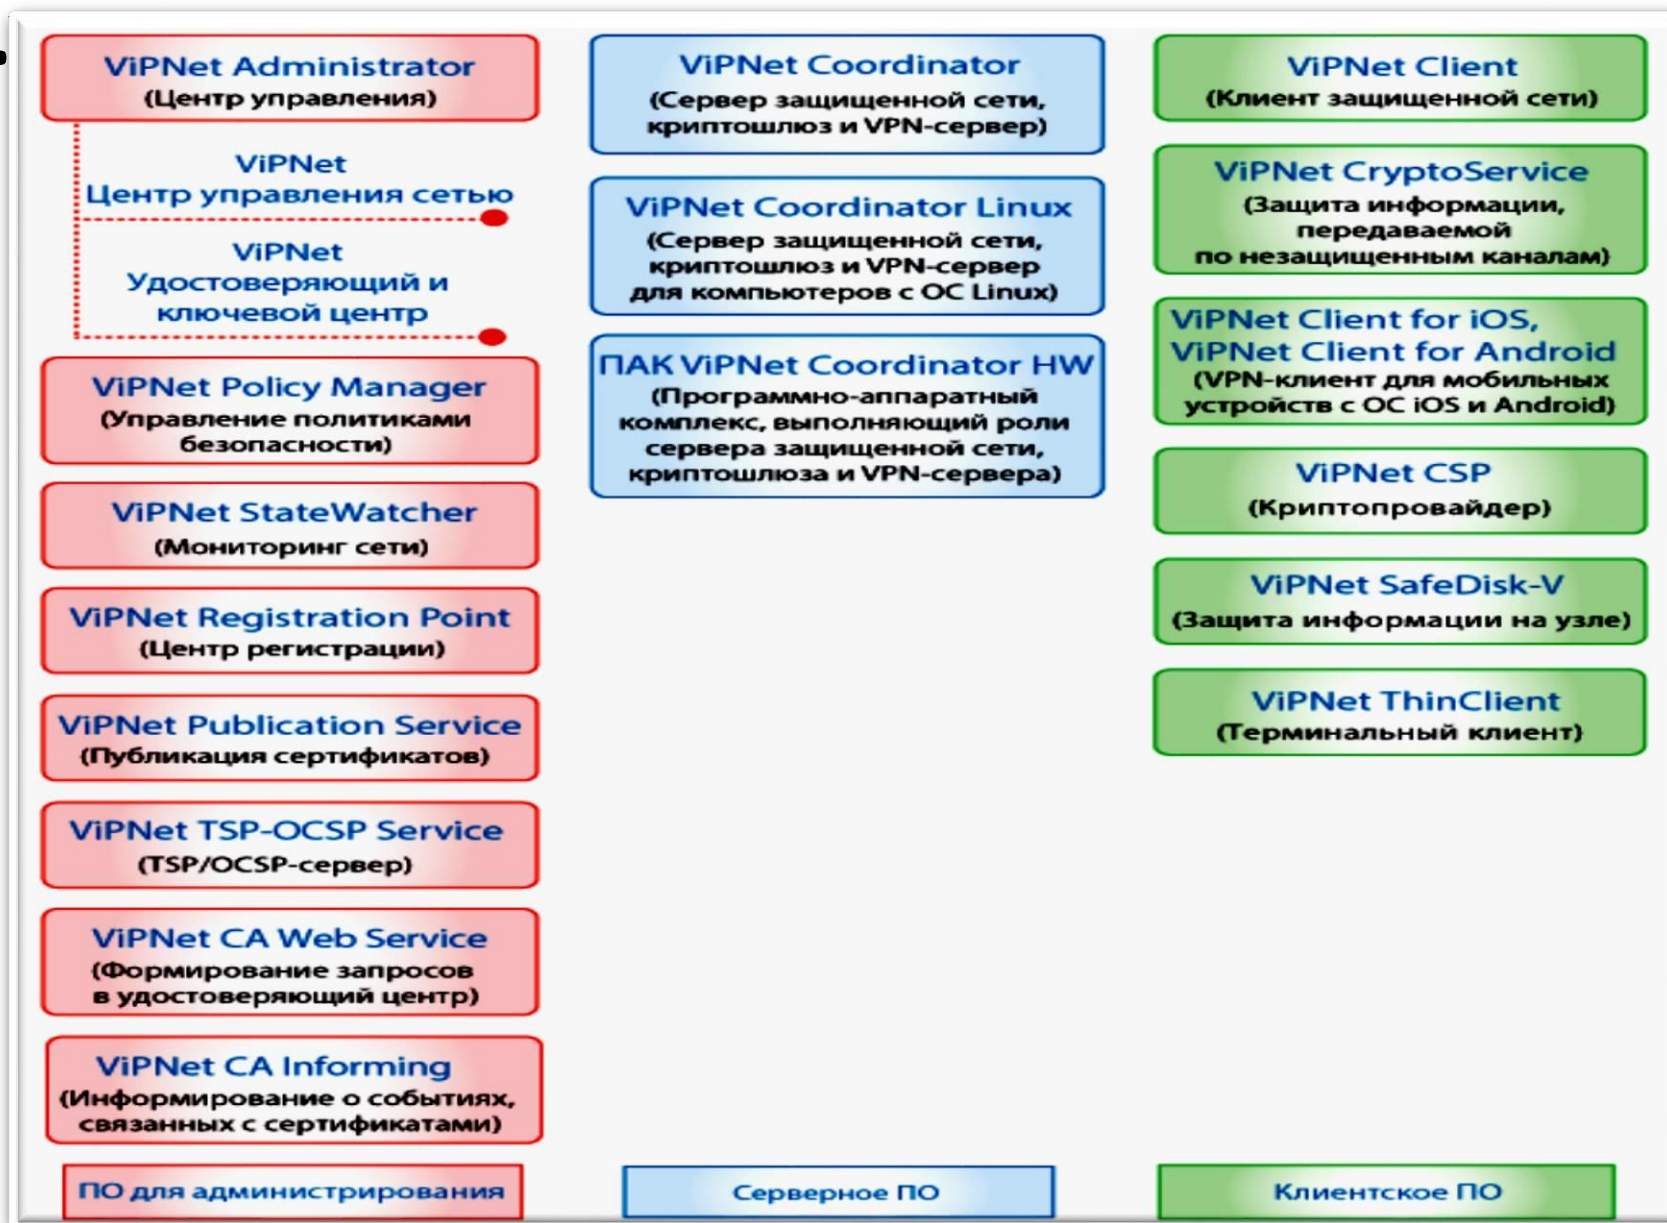 ViPNet Administrator
(Центр управления)
ViPNet
Центр управления сетью
ViPNet
Удостоверяющий и
ключевой центр
ViPNet Policy Manager
(Управление политиками
безопасности)
ViPNet StateWatcher
(Мониторинг сети)
ViPNet Registration Point
(Центр регистрации)
ViPNet Publication Service
(Публикация сертификатов)
ViPNet TSP-OCSP Service
(TSP/OCSP-сервер)
ViPNet CA Web Service
(Формирование запросов
в удостоверяющий центр)
ViPNet CA Informing
(Информирование о событиях,
связанных с сертификатами)
ПО для администрирования
ViPNet Coordinator
(Сервер защищенной сети,
криптошлюз и VPN-сервер)
ViPNet Coordinator Linux
(Сервер защищенной сети,
криптошлюз и VPN-сервер
для компьютеров с ОС Linux)
ПАК ViPNet Coordinator HW
(Программно-аппаратный
комплекс, выполняющий роли
сервера защищенной сети,
криптошлюза и VPN-сервера)
Серверное ПО
ViPNet Client
(Клиент защищенной сети)
ViPNet CryptoService
(Защита информации,
передаваемой
по незащищенным каналам)
ViPNet Client for iOS,
ViPNet Client for Android
(VPN-клиент для мобильных
устройств с ОС iOS и Android)
ViPNet CSP
(Криптопровайдер)
ViPNet SafeDisk-V
(Защита информации на узле)
ViPNet ThinClient
(Терминальный клиент)
Клиентское ПО